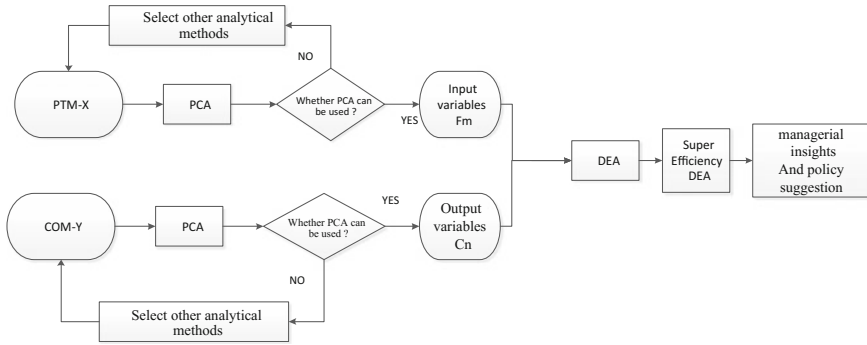 Select other analytical
methods
NO
PTM-X
PCA
Whether PCA can
be used ?
YES
Input
variables
Fm
DEA
Super
Efficiency
DEA
managerial
insights
And policy
suggestion
COM-Y
PCA
Whether PCA can
be used ?
YES
Output
variables
Cn
NO
Select other analytical
methods